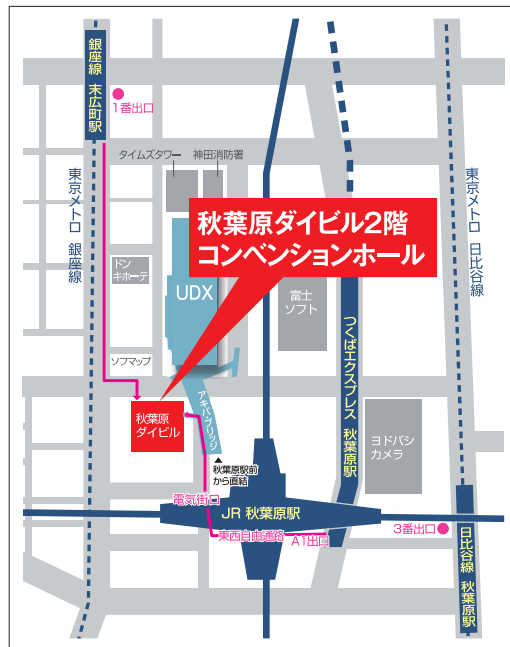 銀座線 末広町駅
1番出口
タイムズタワー
神田消防署
東京メトロ 銀座線
東京メトロ 日比谷線
秋葉原ダイビル2階
コンベンションホール
ドン
キホーテ
UDX
富士
ソフト
つくばエクスプレス 秋葉原駅
ソフマップ
アキバ・ブリッジ
秋葉原
ダイビル
ヨドバシ
カメラ
秋葉原駅前
から直結
電気街口
JR 秋葉原駅
東西自由通路
A1出口
3番出口
日比谷線 秋葉原駅